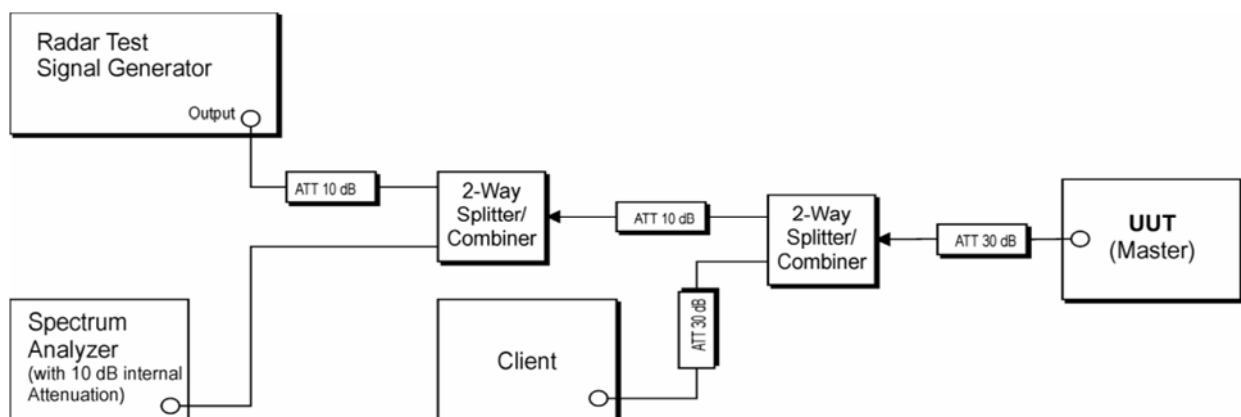 Radar Test
Signal Generator
Output
ATT 10 dB
2-Way
Splitter/
Combiner
ATT 10 dB
2-Way
Splitter/
Combiner
ATT 30 dB
UUT
(Master)
ATT 30 dB
Spectrum
Analyzer
(with 10 dB internal
Attenuation)
Client